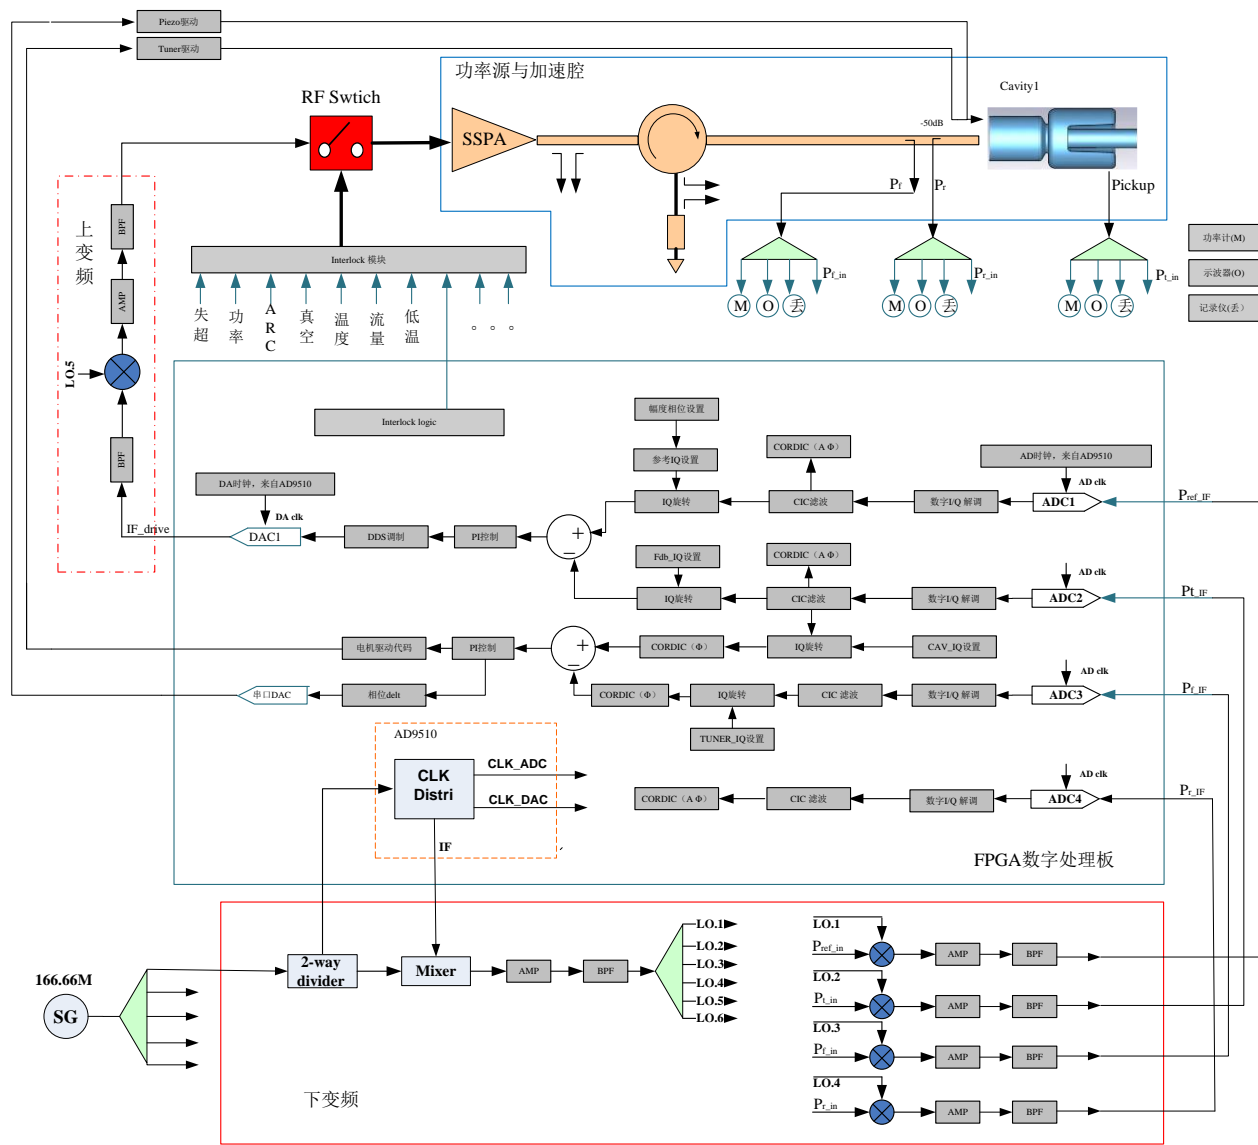 Piezo驱动
Tuner驱动
功率源与加速腔
RF Swtich
SSPA
-50dB
Cavity1
Pf
Pr
Pickup
上变频
BPF
AMP
LO.5
BPF
Interlock 模块
失超
功率
ARC
真空
温度
流量
低温
。
。
。
Pf_in
M
O
丢
Pr_in
M
O
丢
Pt_in
M
O
丢
功率计(M)
示波器(O)
记录仪(丢)
Interlock logic
幅度相位设置
参考IQ设置
CORDIC（A Φ）
AD时钟，来自AD9510
DA时钟，来自AD9510
AD clk
DA clk
IF_drive
DAC1
DDS调制
PI控制
+
−
IQ旋转
CIC滤波
数字I/Q 解调
ADC1
Pref_IF
Fdb_IQ设置
CORDIC（A Φ）
AD clk
IQ旋转
CIC滤波
数字I/Q 解调
ADC2
Pt_IF
电机驱动代码
PI控制
+
−
CORDIC（Φ）
IQ旋转
CAV_IQ设置
AD clk
串口DAC
相位delt
CORDIC（Φ）
IQ旋转
CIC 滤波
数字I/Q 解调
ADC3
Pf_IF
TUNER_IQ设置
AD9510
CLK Distri
CLK_ADC
CLK_DAC
IF
AD clk
CORDIC（A Φ）
CIC 滤波
数字I/Q 解调
ADC4
Pr_IF
FPGA数字处理板
166.66M
SG
2-way
divider
Mixer
AMP
BPF
LO.1
LO.2
LO.3
LO.4
LO.5
LO.6
LO.1
Pref_in
AMP
BPF
LO.2
Pt_in
AMP
BPF
LO.3
Pf_in
AMP
BPF
LO.4
Pr_in
AMP
BPF
下变频